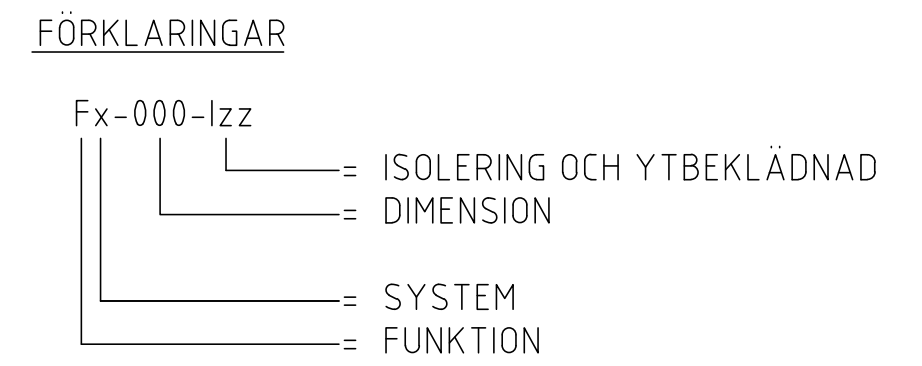 FÖRKLARINGAR
Fx-000-Izz
= ISOLERING OCH YTBEKLÄDNAD
= DIMENSION
= SYSTEM
= FUNKTION